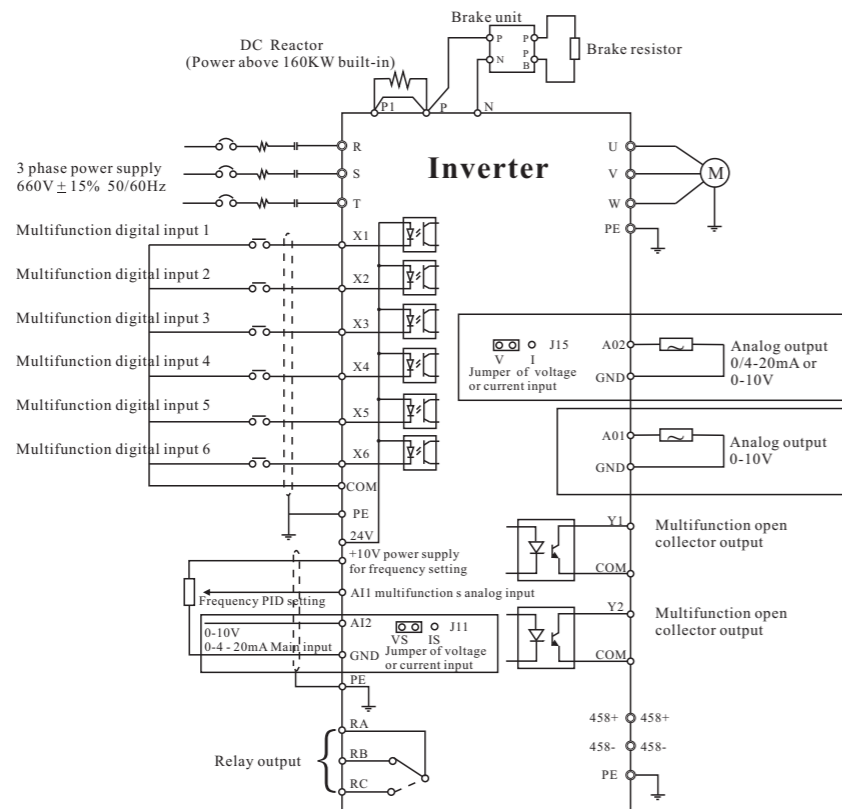 Brake unit
DC Reactor
(Power above 160KW built-in)
P
P
N
P
B
Brake resistor
P1
P
N
3 phase power supply
660V ± 15% 50/60Hz
R
S
T
Inverter
U
V
W
PE
M
Multifunction digital input 1
X1
Multifunction digital input 2
X2
Multifunction digital input 3
X3
Multifunction digital input 4
X4
Multifunction digital input 5
X5
Multifunction digital input 6
X6
COM
PE
24V
J15
V I
Jumper of voltage
or current input
A02
GND
Analog output
0/4-20mA or
0-10V
A01
GND
Analog output
0-10V
Y1
COM
Multifunction open
collector output
Y2
COM
Multifunction open
collector output
+10V power supply
for frequency setting
Frequency PID setting
AI1 multifunction s analog input
AI2
0-10V
0-4 - 20mA Main input
GND
J11
VS IS
Jumper of voltage
or current input
PE
Relay output
RA
RB
RC
458+ 458+
458- 458-
PE